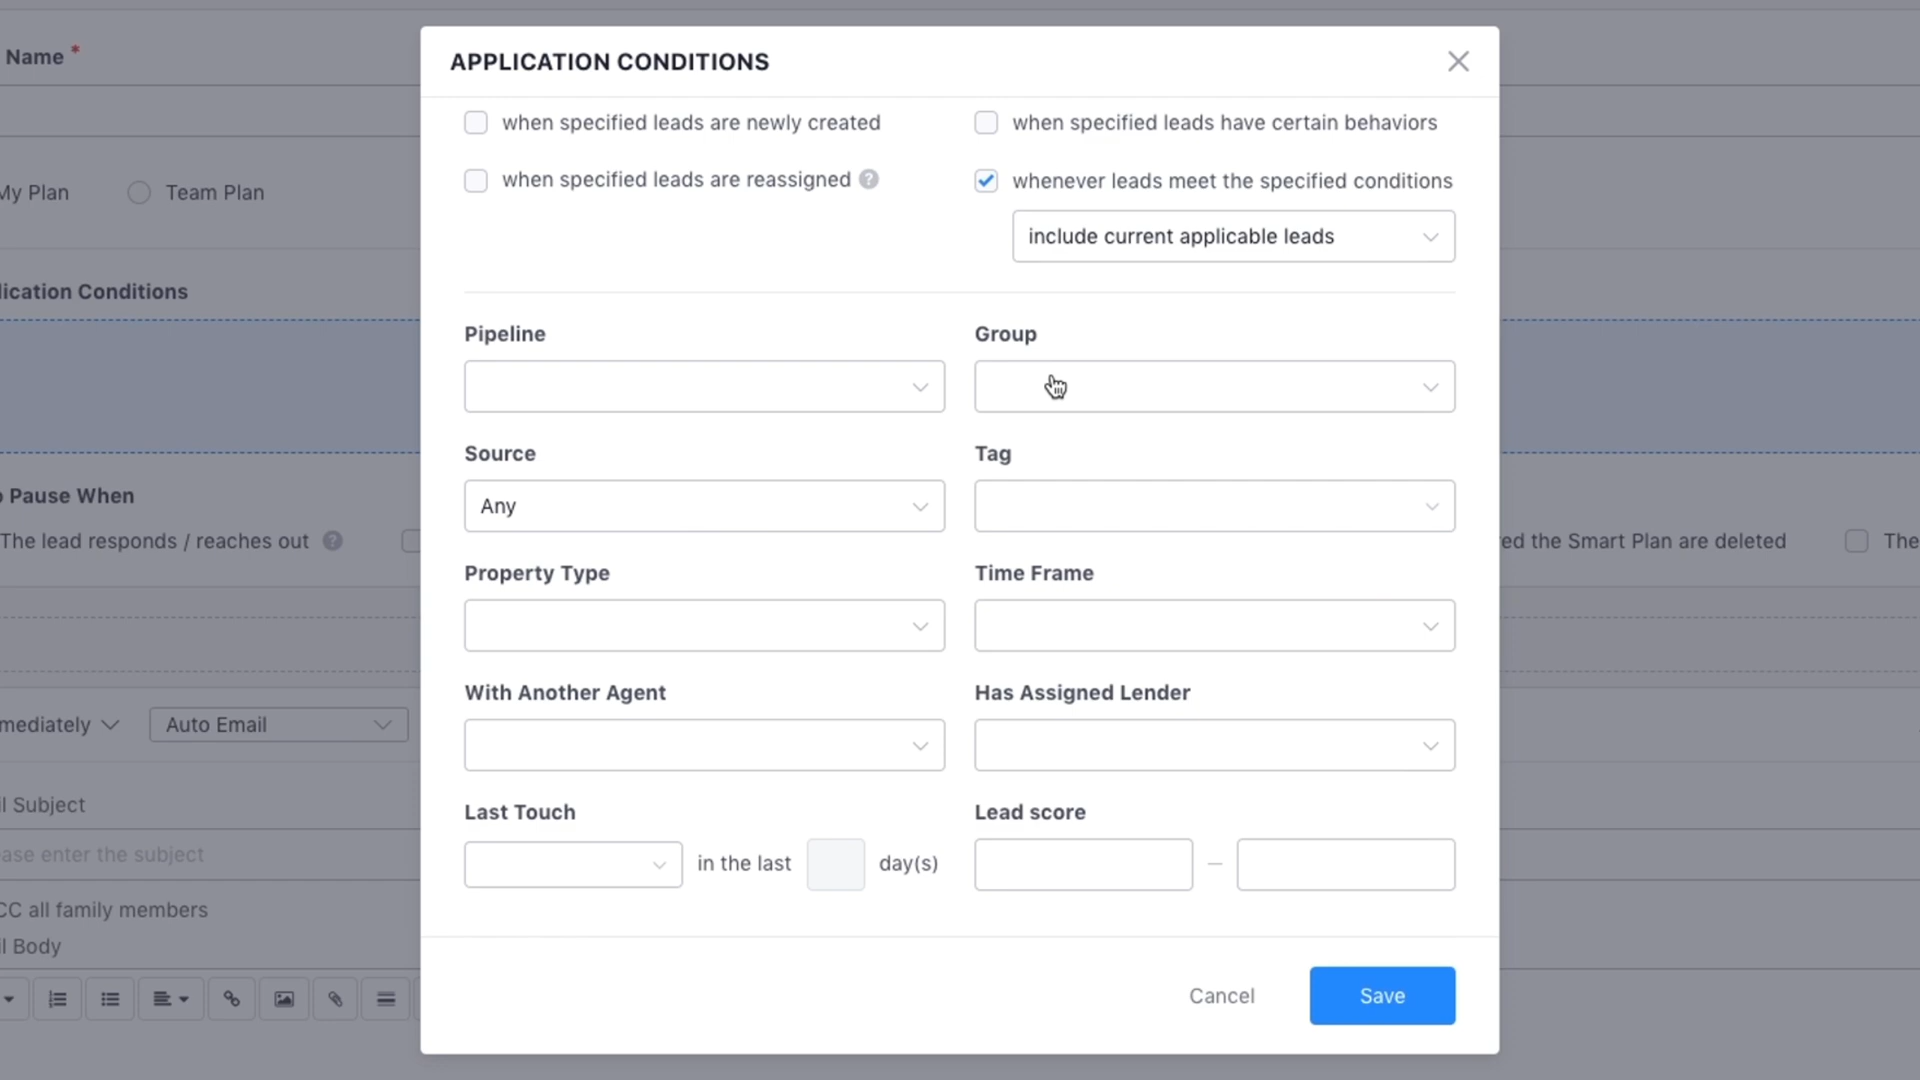 Name *
APPLICATION CONDITIONS
when specified leads are newly created
when specified leads have certain behaviors
when specified leads are reassigned ?
whenever leads meet the specified conditions
include current applicable leads
My Plan
Team Plan
lication Conditions
Pipeline
Group
Source
Tag
Any
o Pause When
The lead responds / reaches out ?
ed the Smart Plan are deleted
The
Property Type
Time Frame
With Another Agent
Has Assigned Lender
mediately
Auto Email
Last Touch
Lead score
in the last
day(s)
–
il Subject
ase enter the subject
CC all family members
il Body
Cancel
Save